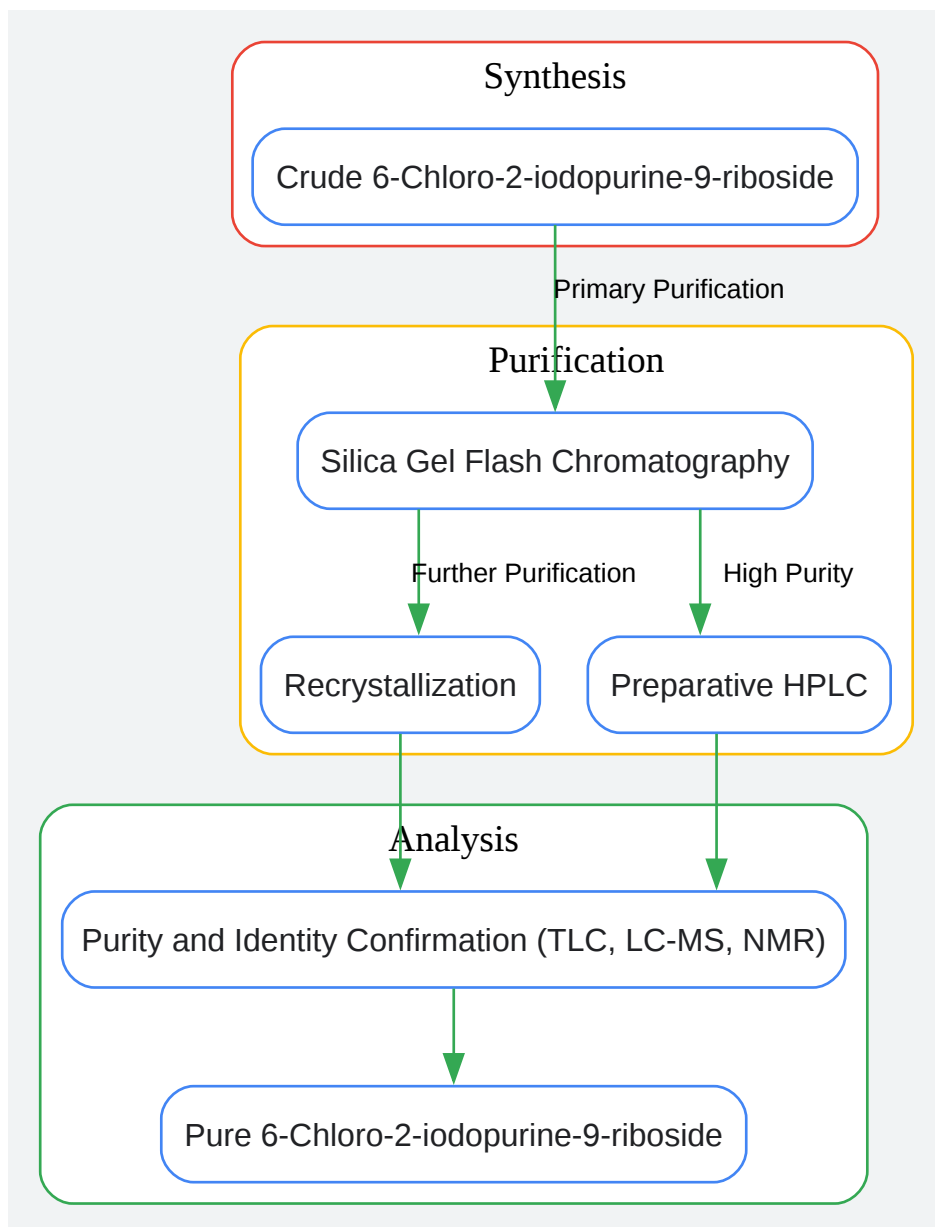 Synthesis
Crude 6-Chloro-2-iodopurine-9-riboside
Primary Purification
Purification
Silica Gel Flash Chromatography
Further Purification
High Purity
Recrystallization
Preparative HPLC
Analysis
Purity and Identity Confirmation (TLC, LC-MS, NMR)
Pure 6-Chloro-2-iodopurine-9-riboside